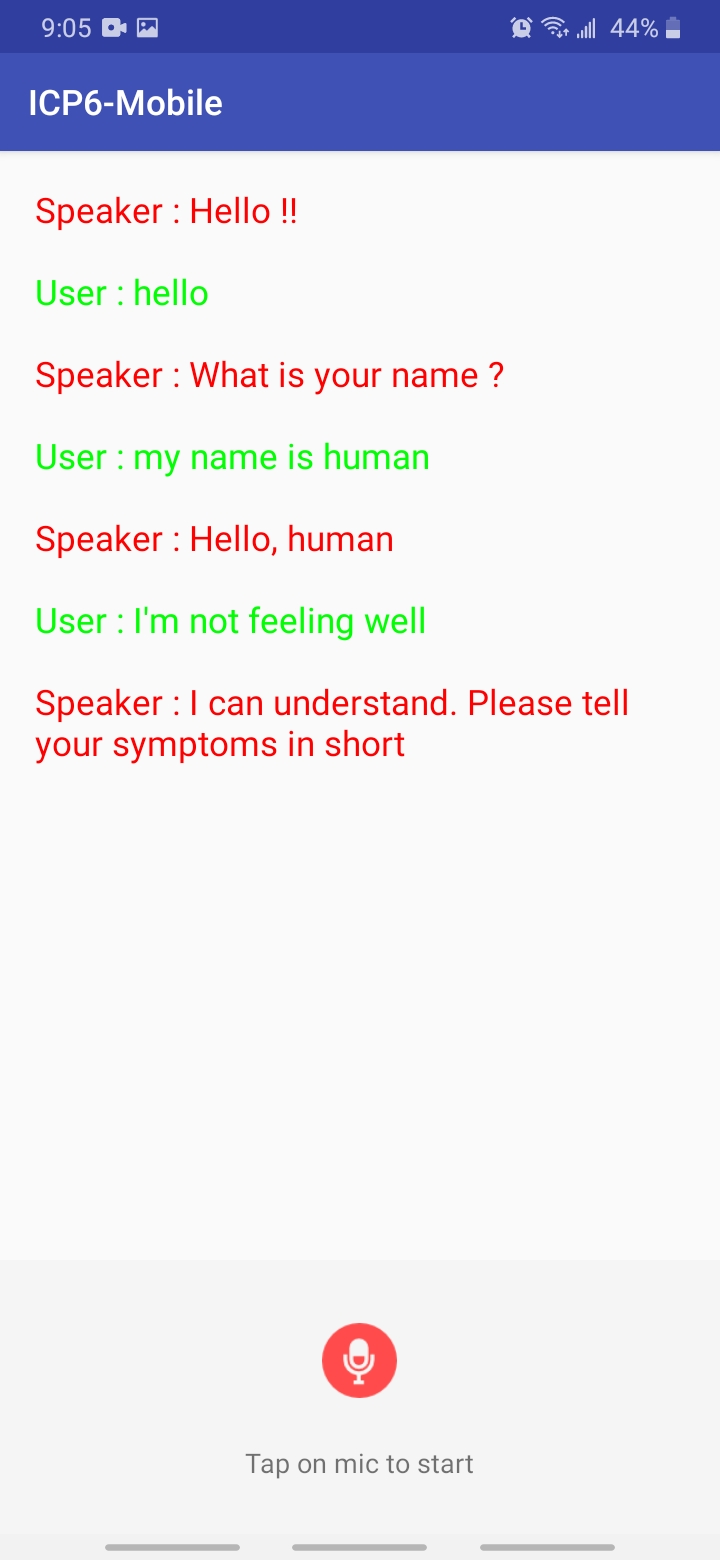 9:05 44%
ICP6-Mobile
Speaker : Hello !!
User : hello
Speaker : What is your name ?
User : my name is human
Speaker : Hello, human
User : I'm not feeling well
Speaker : I can understand. Please tell
your symptoms in short
Tap on mic to start